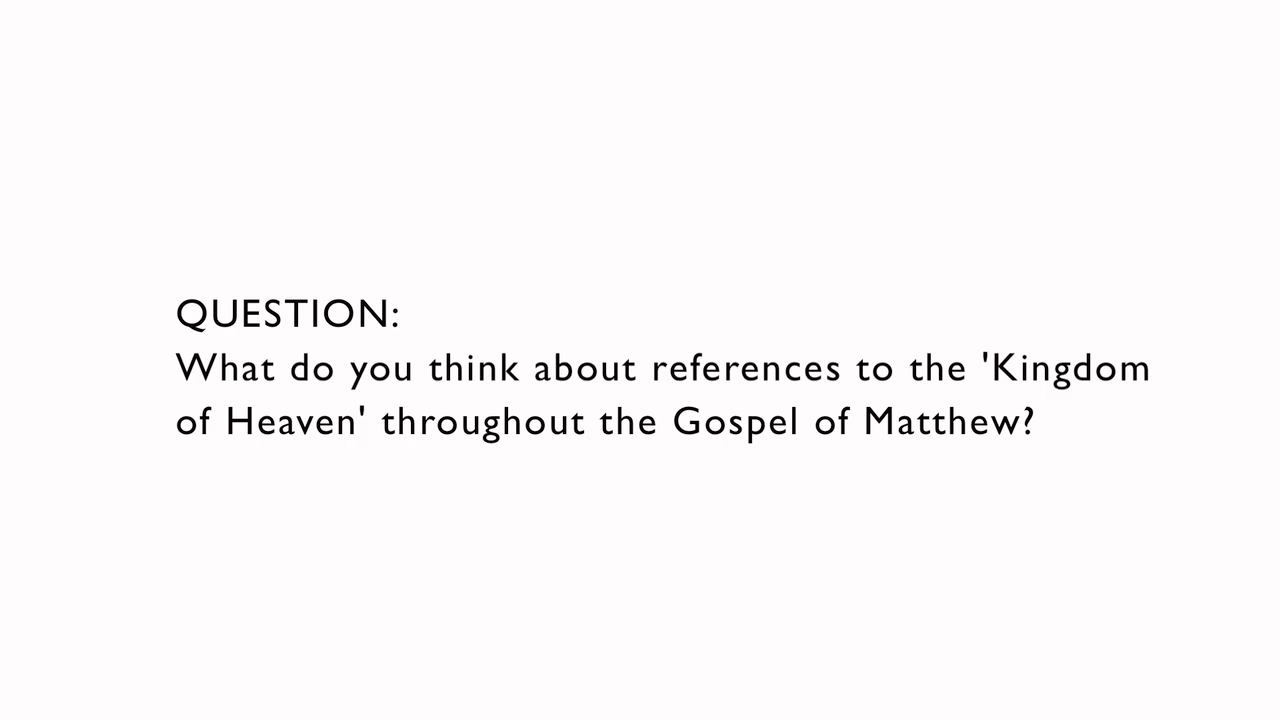 QUESTION:
What do you think about references to the 'Kingdom
of Heaven' throughout the Gospel of Matthew?